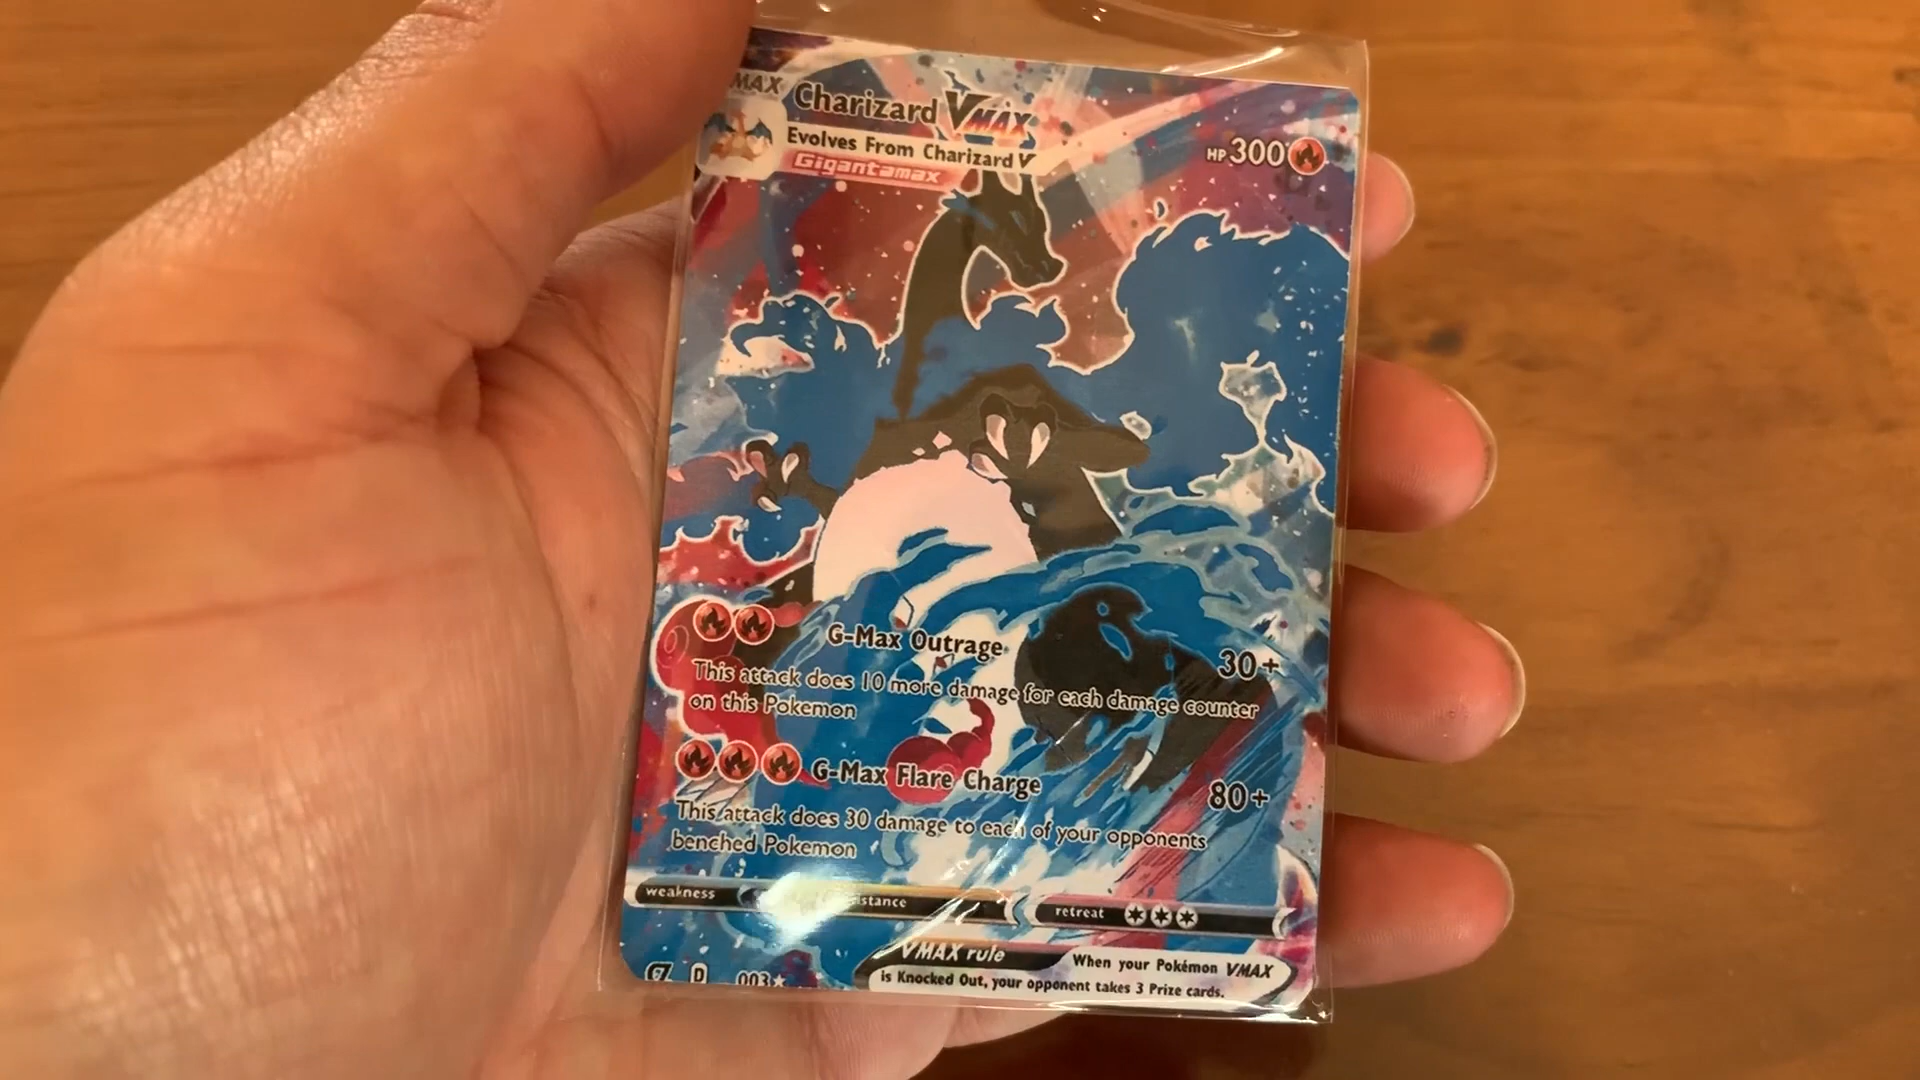 MAX Charizard VMAX
Evolves From Charizard V
HP 300
Gigantamax
G-Max Outrage 30+
This attack does 10 more damage for each damage counter
on this Pokemon
G-Max Flare Charge 80+
This attack does 30 damage to each of your opponents
benched Pokemon
weakness retreat
VMAX rule When your Pokémon VMAX
is Knocked Out, your opponent takes 3 Prize cards.
D 003